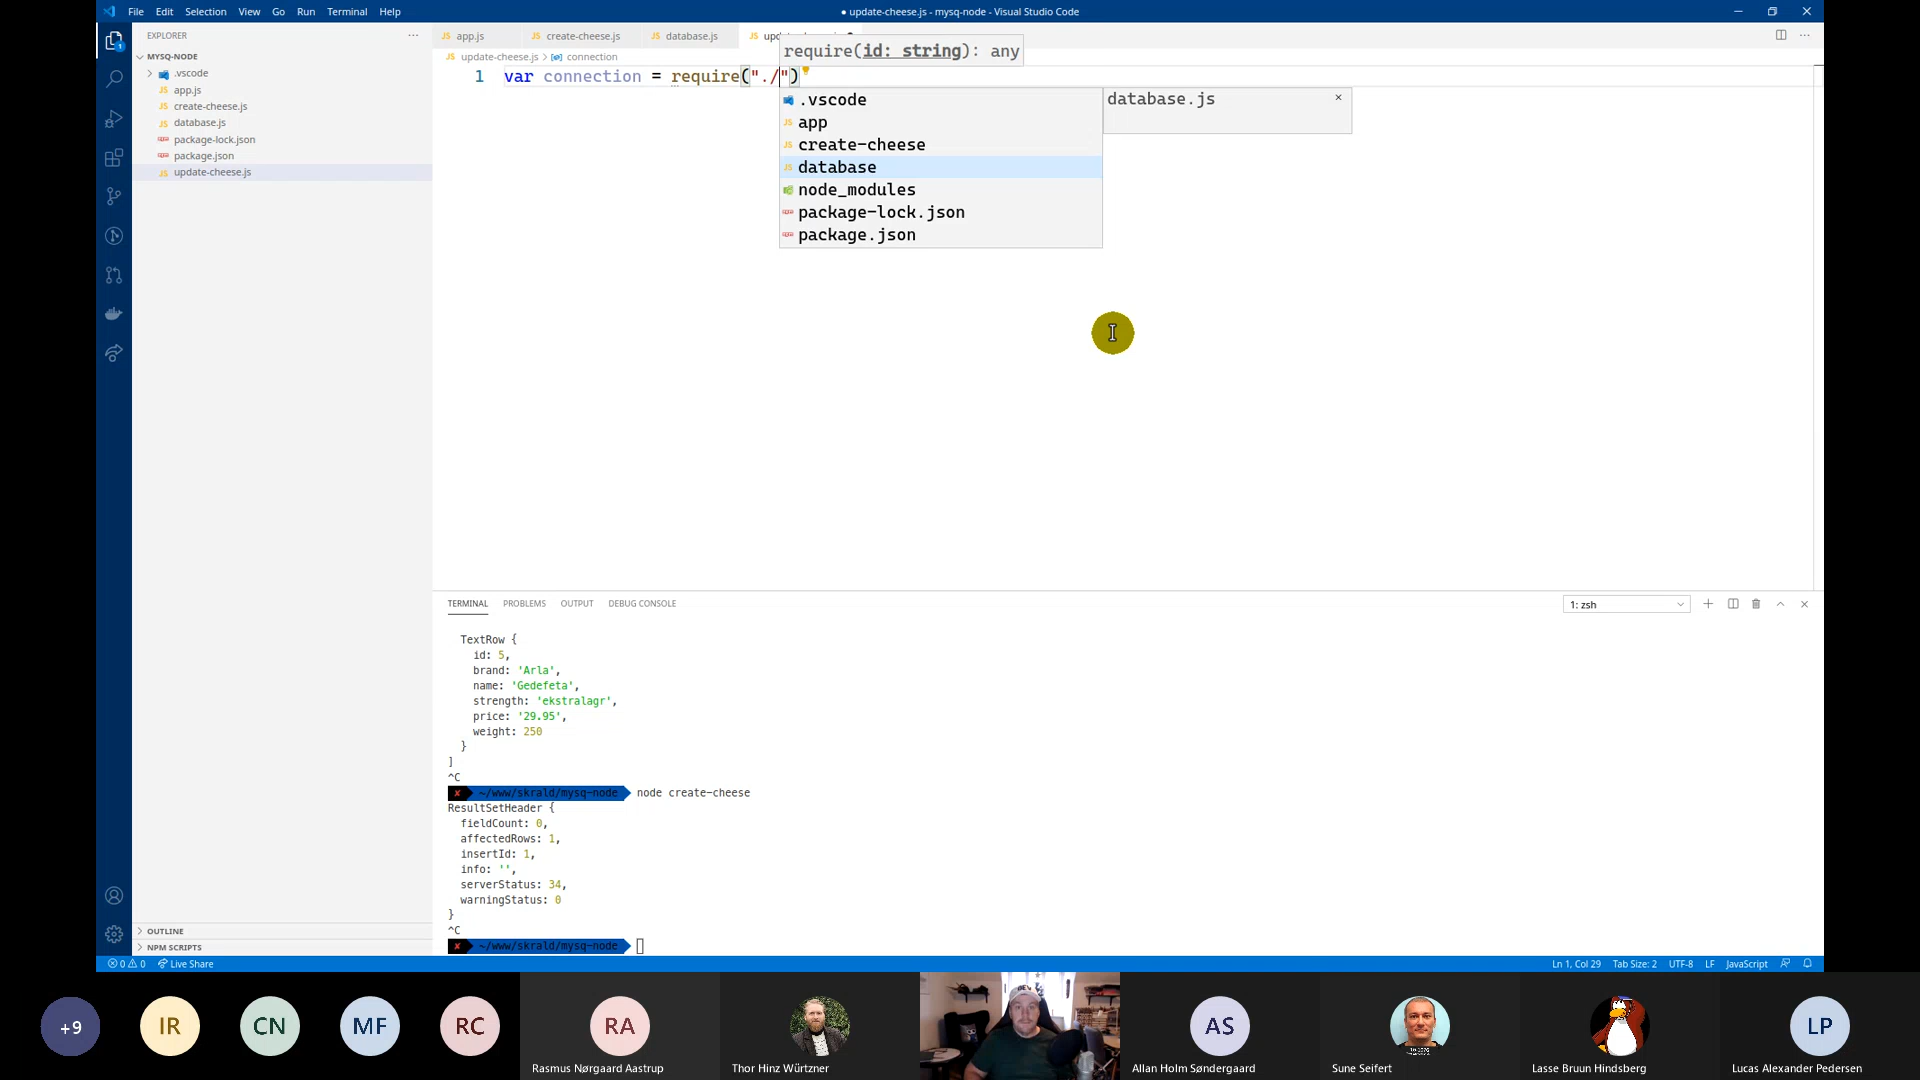 File Edit Selection View Go Run Terminal Help
● update-cheese.js - mysq-node - Visual Studio Code
EXPLORER
MYSQ-NODE
.vscode
app.js
create-cheese.js
database.js
package-lock.json
package.json
update-cheese.js
OUTLINE
NPM SCRIPTS
1
app.js create-cheese.js database.js
update-cheese.js > connection
require(id: string): any
1 var connection = require("./")
.vscode
app
create-cheese
database
node_modules
package-lock.json
package.json
database.js
TERMINAL PROBLEMS OUTPUT DEBUG CONSOLE
1: zsh
TextRow {
id: 5,
brand: 'Arla',
name: 'Gedefeta',
strength: 'ekstralagr',
price: '29.95',
weight: 250
}
]
^C
✘ ~/www/skrald/mysq-node node create-cheese
ResultSetHeader {
fieldCount: 0,
affectedRows: 1,
insertId: 1,
info: '',
serverStatus: 34,
warningStatus: 0
}
^C
✘ ~/www/skrald/mysq-node
0 0 Live Share
Ln 1, Col 29 Tab Size: 2 UTF-8 LF JavaScript
+9
IR
CN
MF
RC
RA
Rasmus Nørgaard Aastrup
Thor Hinz Würtzner
AS
Allan Holm Søndergaard
Sune Seifert
Lasse Bruun Hindsberg
LP
Lucas Alexander Pedersen